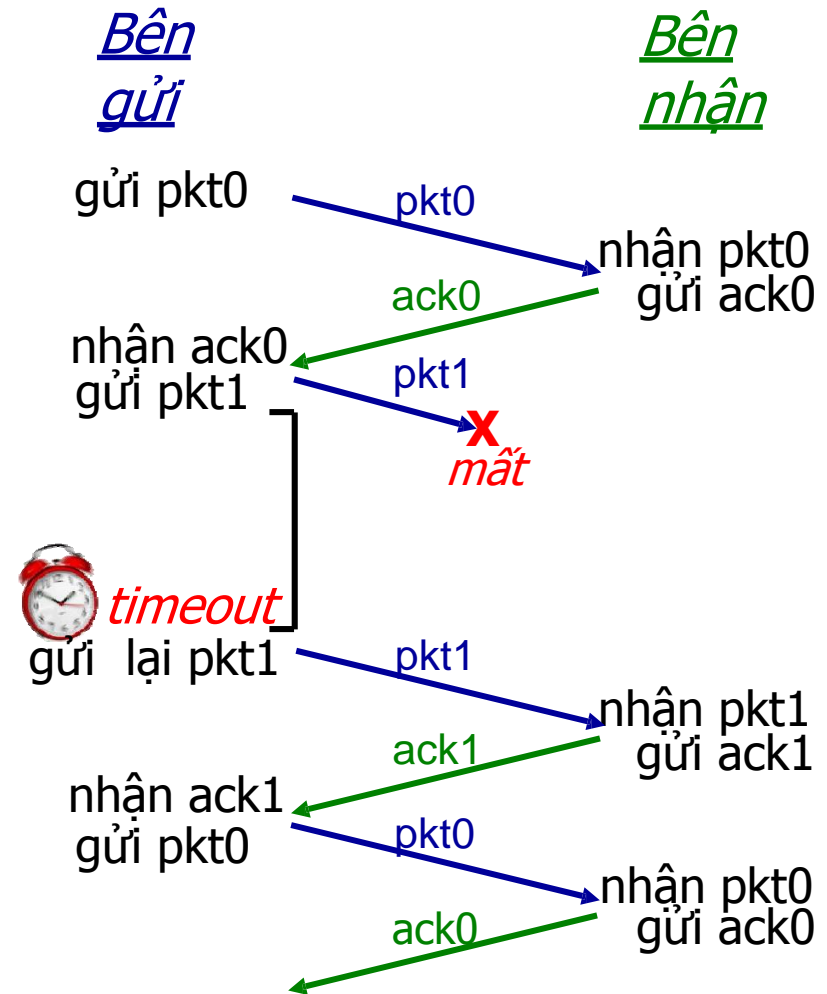 Bên
gửi
Bên
nhận
gửi pkt0
pkt0
nhận pkt0
gửi ack0
ack0
nhận ack0
gửi pkt1
pkt1
X
mất
timeout
gửi lại pkt1
pkt1
nhận pkt1
gửi ack1
ack1
nhận ack1
gửi pkt0
pkt0
nhận pkt0
gửi ack0
ack0